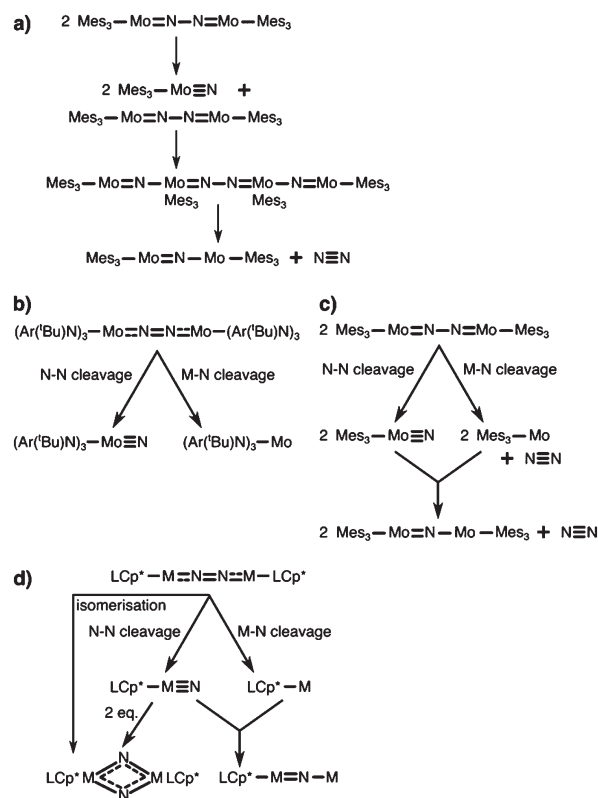 a) 2 Mes₃—Mo=N—N=Mo—Mes₃
2 Mes₃—Mo≡N +
Mes₃—Mo=N—N=Mo—Mes₃
Mes₃—Mo=N—Mo=N—N=Mo—N=Mo—Mes₃
Mes₃ Mes₃
Mes₃—Mo=N—Mo—Mes₃ + N≡N
b)
(Ar(ᵗBu)N)₃—Mo=N=N=Mo—(Ar(ᵗBu)N)₃
N-N cleavage M-N cleavage
(Ar(ᵗBu)N)₃—Mo≡N (Ar(ᵗBu)N)₃—Mo
c)
2 Mes₃—Mo=N—N=Mo—Mes₃
N-N cleavage M-N cleavage
2 Mes₃—Mo≡N 2 Mes₃—Mo
+ N≡N
2 Mes₃—Mo=N—Mo—Mes₃ + N≡N
d)
LCp*—M=N=N=M—LCp*
isomerisation
N-N cleavage M-N cleavage
LCp*—M≡N LCp*—M
2 eq.
N
LCp* M M LCp*
N
LCp*—M=N—M